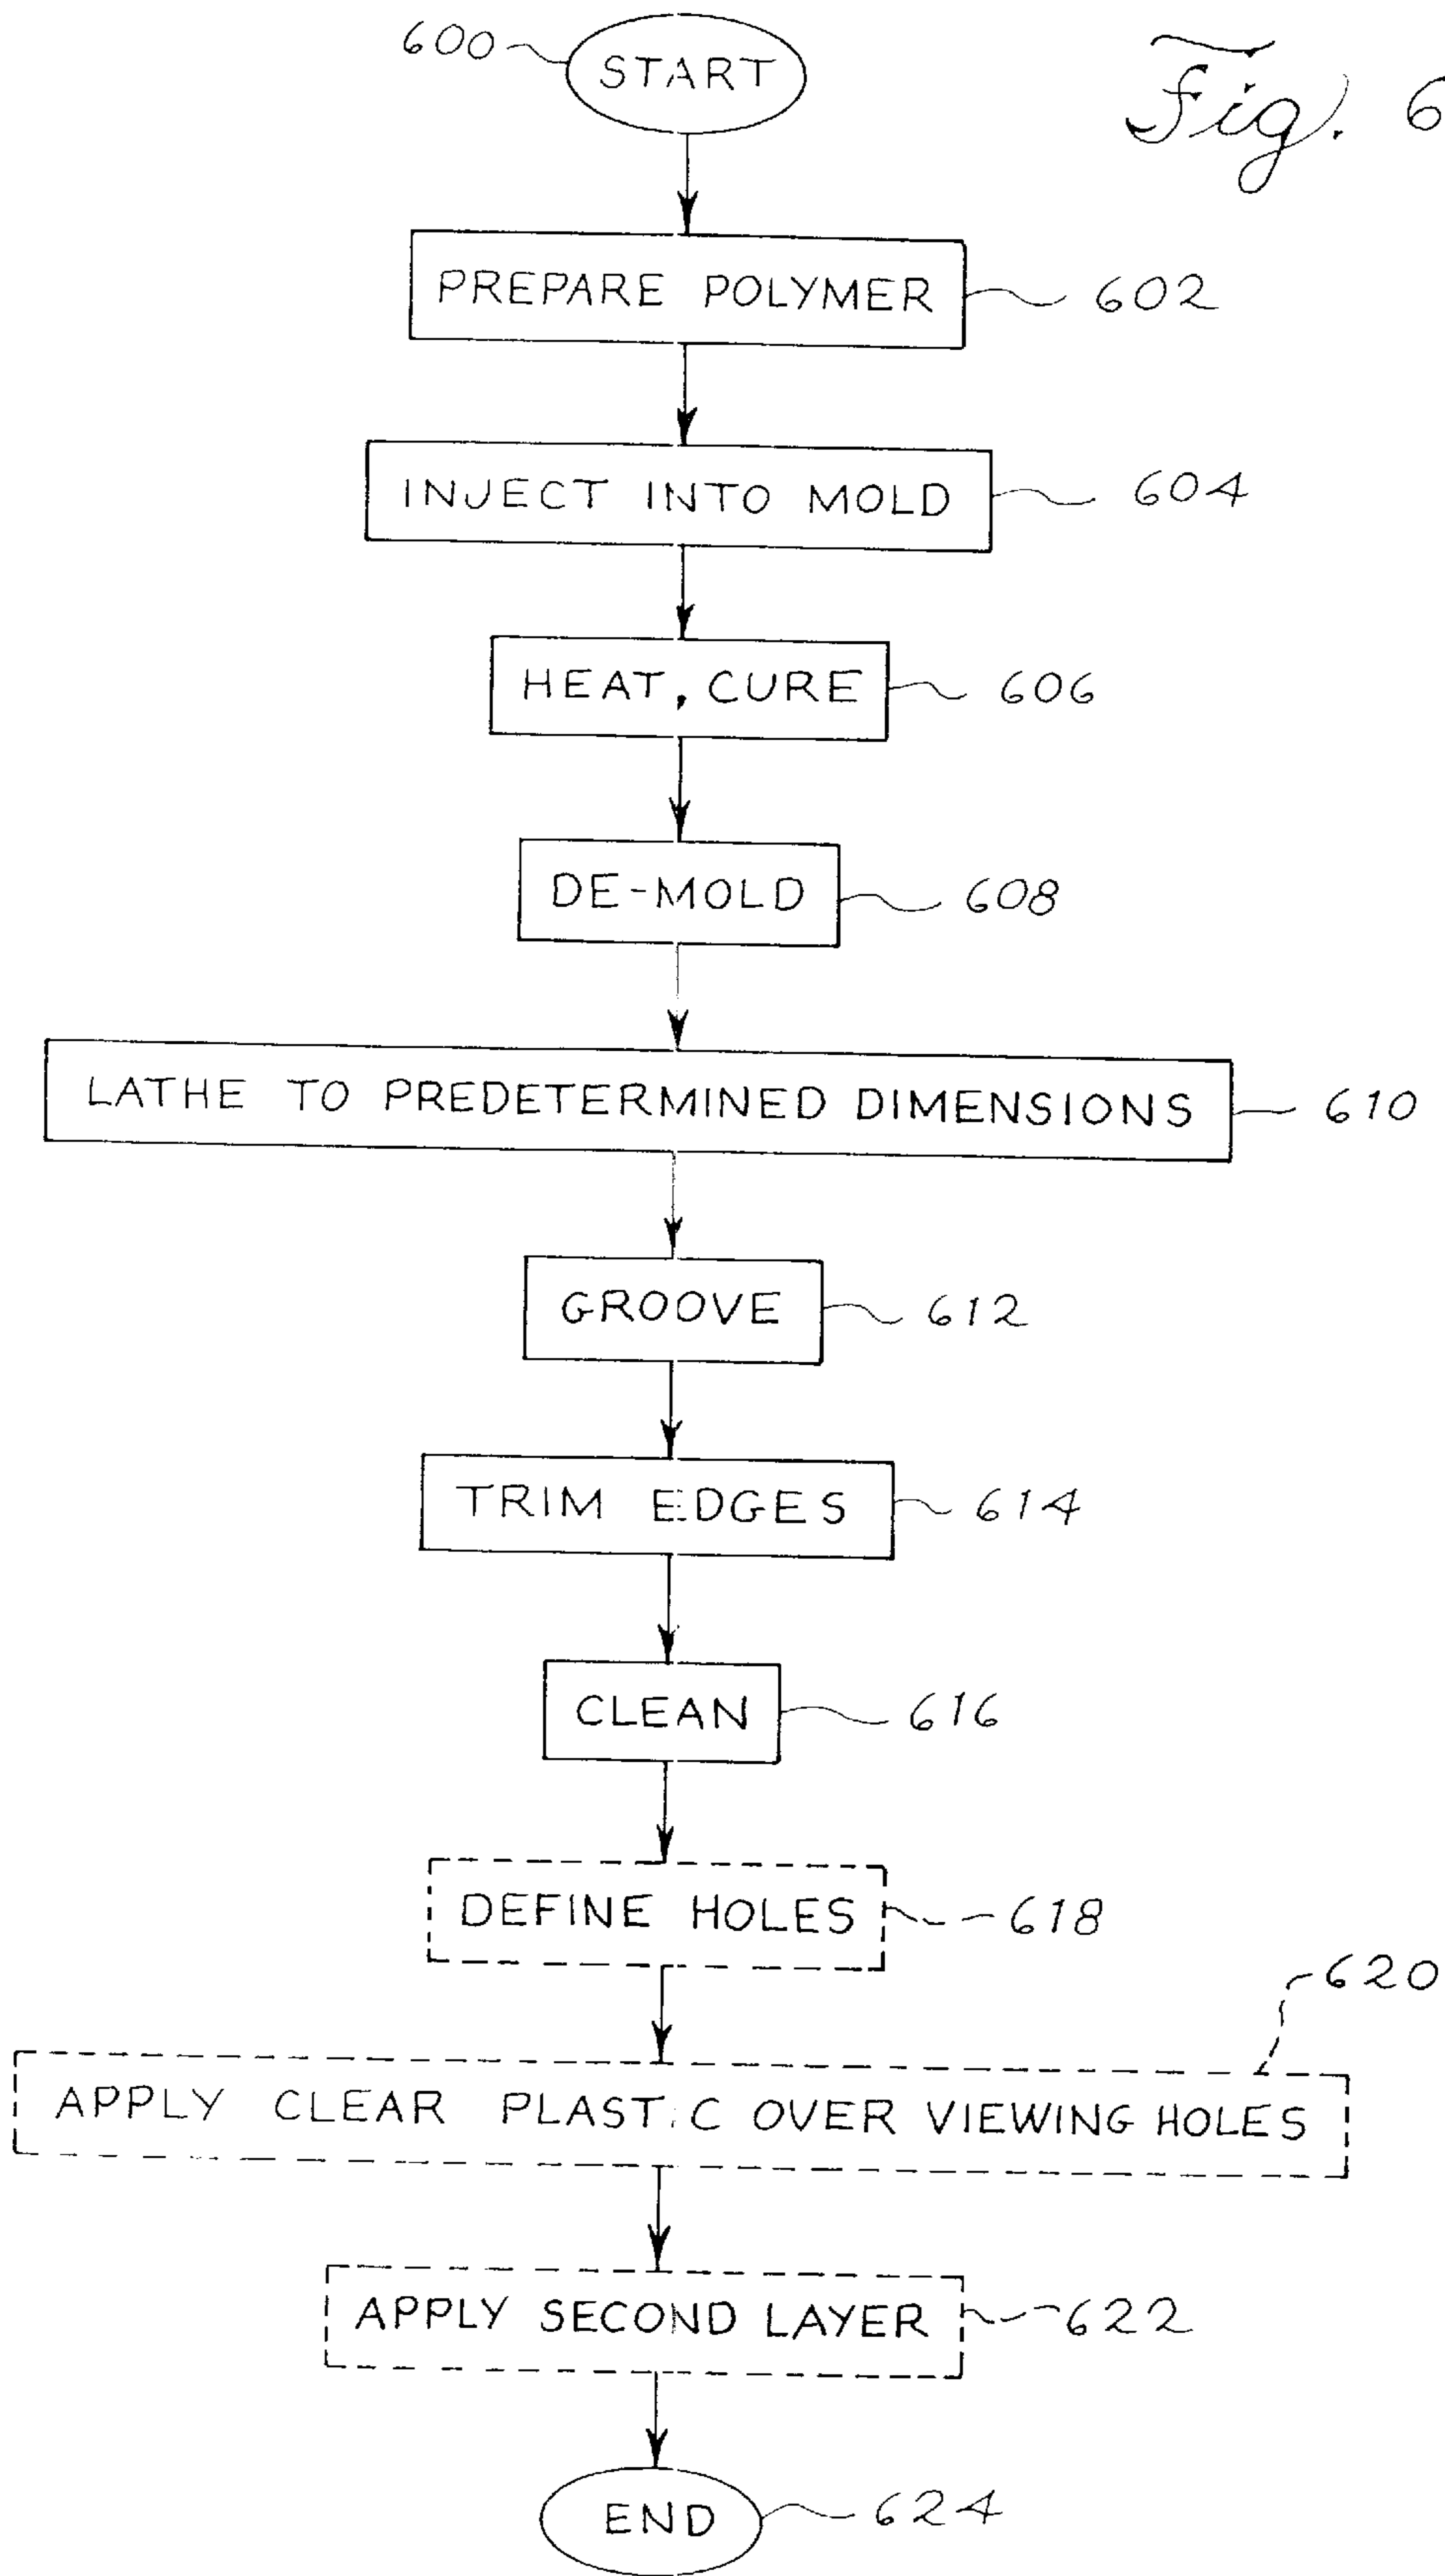 600 START
Fig. 6
PREPARE POLYMER 602
INJECT INTO MOLD 604
HEAT, CURE 606
DE-MOLD 608
LATHE TO PREDETERMINED DIMENSIONS 610
GROOVE 612
TRIM EDGES 614
CLEAN 616
DEFINE HOLES 618
620
APPLY CLEAR PLASTIC OVER VIEWING HOLES
APPLY SECOND LAYER 622
END 624